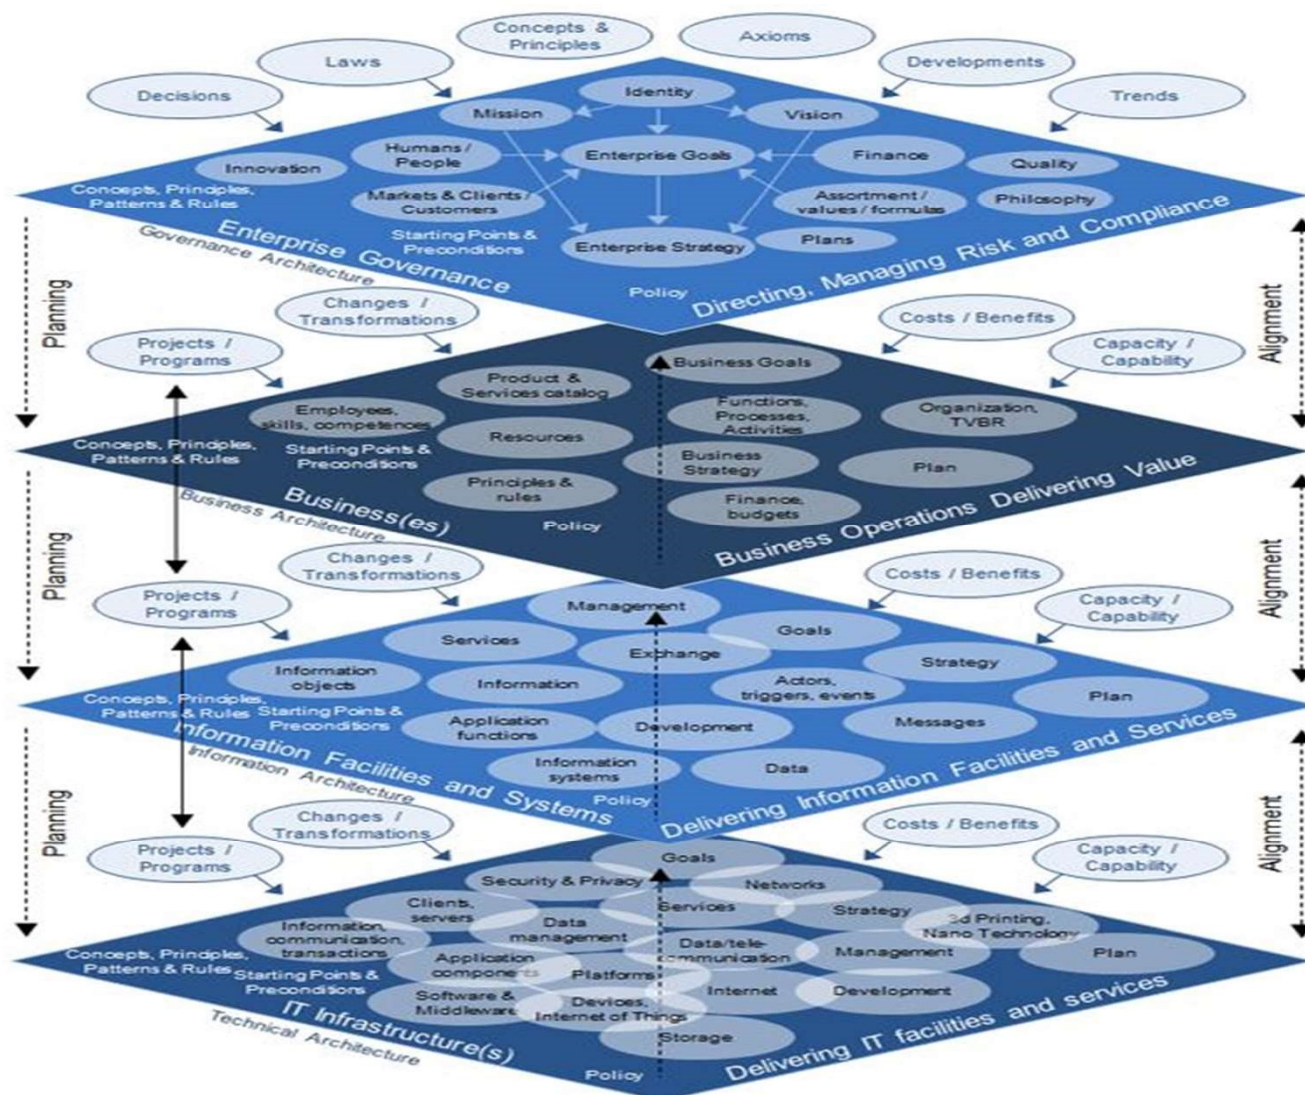 Concepts &
Principles
Axioms
Laws
Developments
Decisions
Trends
Identity
Mission
Vision
Humans /
People
Enterprise Goals
Finance
Quality
Innovation
Concepts, Principles,
Patterns & Rules
Markets & Clients /
Customers
Assortment /
values / formulas
Philosophy
Starting Points &
Preconditions
Enterprise Strategy
Plans
Policy
Enterprise Governance
Governance Architecture
Directing, Managing Risk and Compliance
Planning
Alignment
Changes /
Transformations
Costs / Benefits
Projects /
Programs
Capacity /
Capability
Business Goals
Product &
Services catalog
Employees,
skills, competences
Functions,
Processes,
Activities
Organization,
TVBR
Resources
Concepts, Principles,
Patterns & Rules
Starting Points &
Preconditions
Business
Strategy
Plan
Principles &
rules
Finance,
budgets
Policy
Business(es)
Business Architecture
Business Operations Delivering Value
Planning
Alignment
Changes /
Transformations
Costs / Benefits
Projects /
Programs
Capacity /
Capability
Management
Services
Goals
Exchange
Strategy
Information
objects
Information
Actors,
triggers, events
Plan
Concepts, Principles,
Patterns & Rules
Starting Points &
Preconditions
Application
functions
Development
Messages
Information
systems
Data
Policy
Information Facilities and Systems
Information Architecture
Delivering Information Facilities and Services
Planning
Alignment
Changes /
Transformations
Costs / Benefits
Projects /
Programs
Capacity /
Capability
Goals
Security & Privacy
Networks
Clients,
servers
Services
Strategy
3d Printing,
Nano Technology
Information,
communication,
transactions
Data
management
Data/tele-
communication
Management
Plan
Concepts, Principles,
Patterns & Rules
Starting Points &
Preconditions
Application
components
Platforms
Internet
Development
Software &
Middleware
Devices,
Internet of Things
Storage
Policy
IT Infrastructure(s)
Technical Architecture
Delivering IT facilities and services